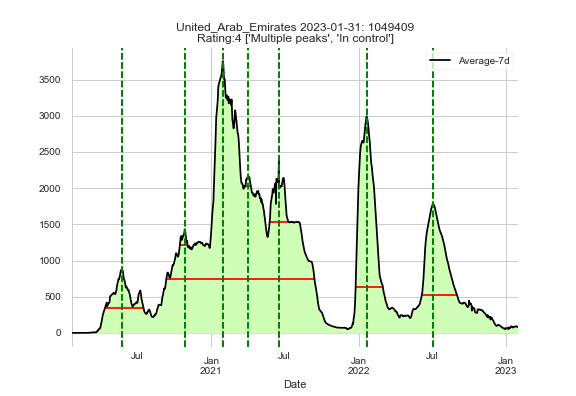 United_Arab_Emirates 2023-01-31: 1049409
Rating:4 ['Multiple peaks', 'In control']
Average-7d
3500
3000
2500
2000
1500
1000
500
0
Jul
Jan
2021
Jul
Jan
2022
Jul
Jan
2023
Date